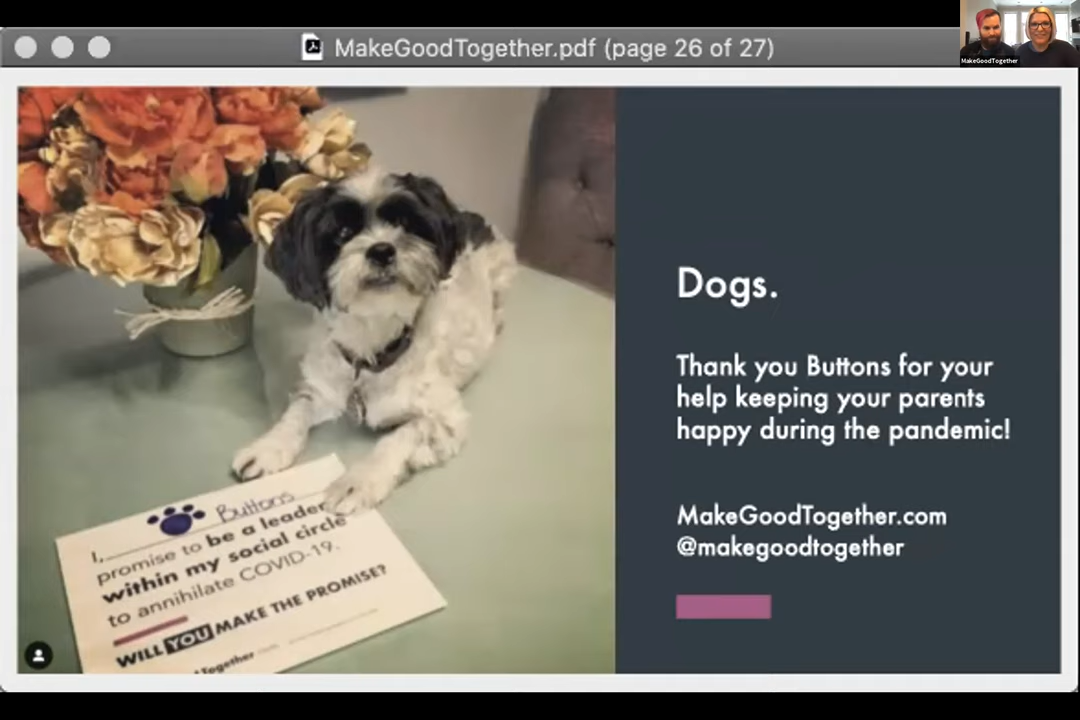 MakeGoodTogether.pdf (page 26 of 27)
MakeGoodTogether
Dogs.
Thank you Buttons for your
help keeping your parents
happy during the pandemic!
MakeGoodTogether.com
@makegoodtogether
Buttons
I,
promise to be a leader
within my social circle
to annihilate COVID-19.
WILL YOU MAKE THE PROMISE?
Together